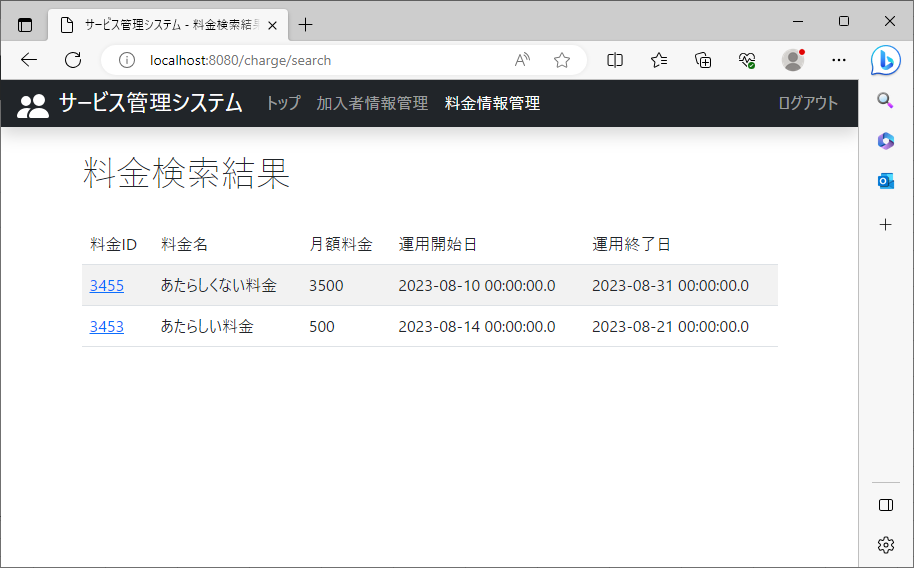 サービス管理システム - 料金検索結
localhost:8080/charge/search
サービス管理システム トップ 加入者情報管理 料金情報管理 ログアウト
料金検索結果
料金ID 料金名 月額料金 運用開始日 運用終了日
3455 あたらしくない料金 3500 2023-08-10 00:00:00.0 2023-08-31 00:00:00.0
3453 あたらしい料金 500 2023-08-14 00:00:00.0 2023-08-21 00:00:00.0